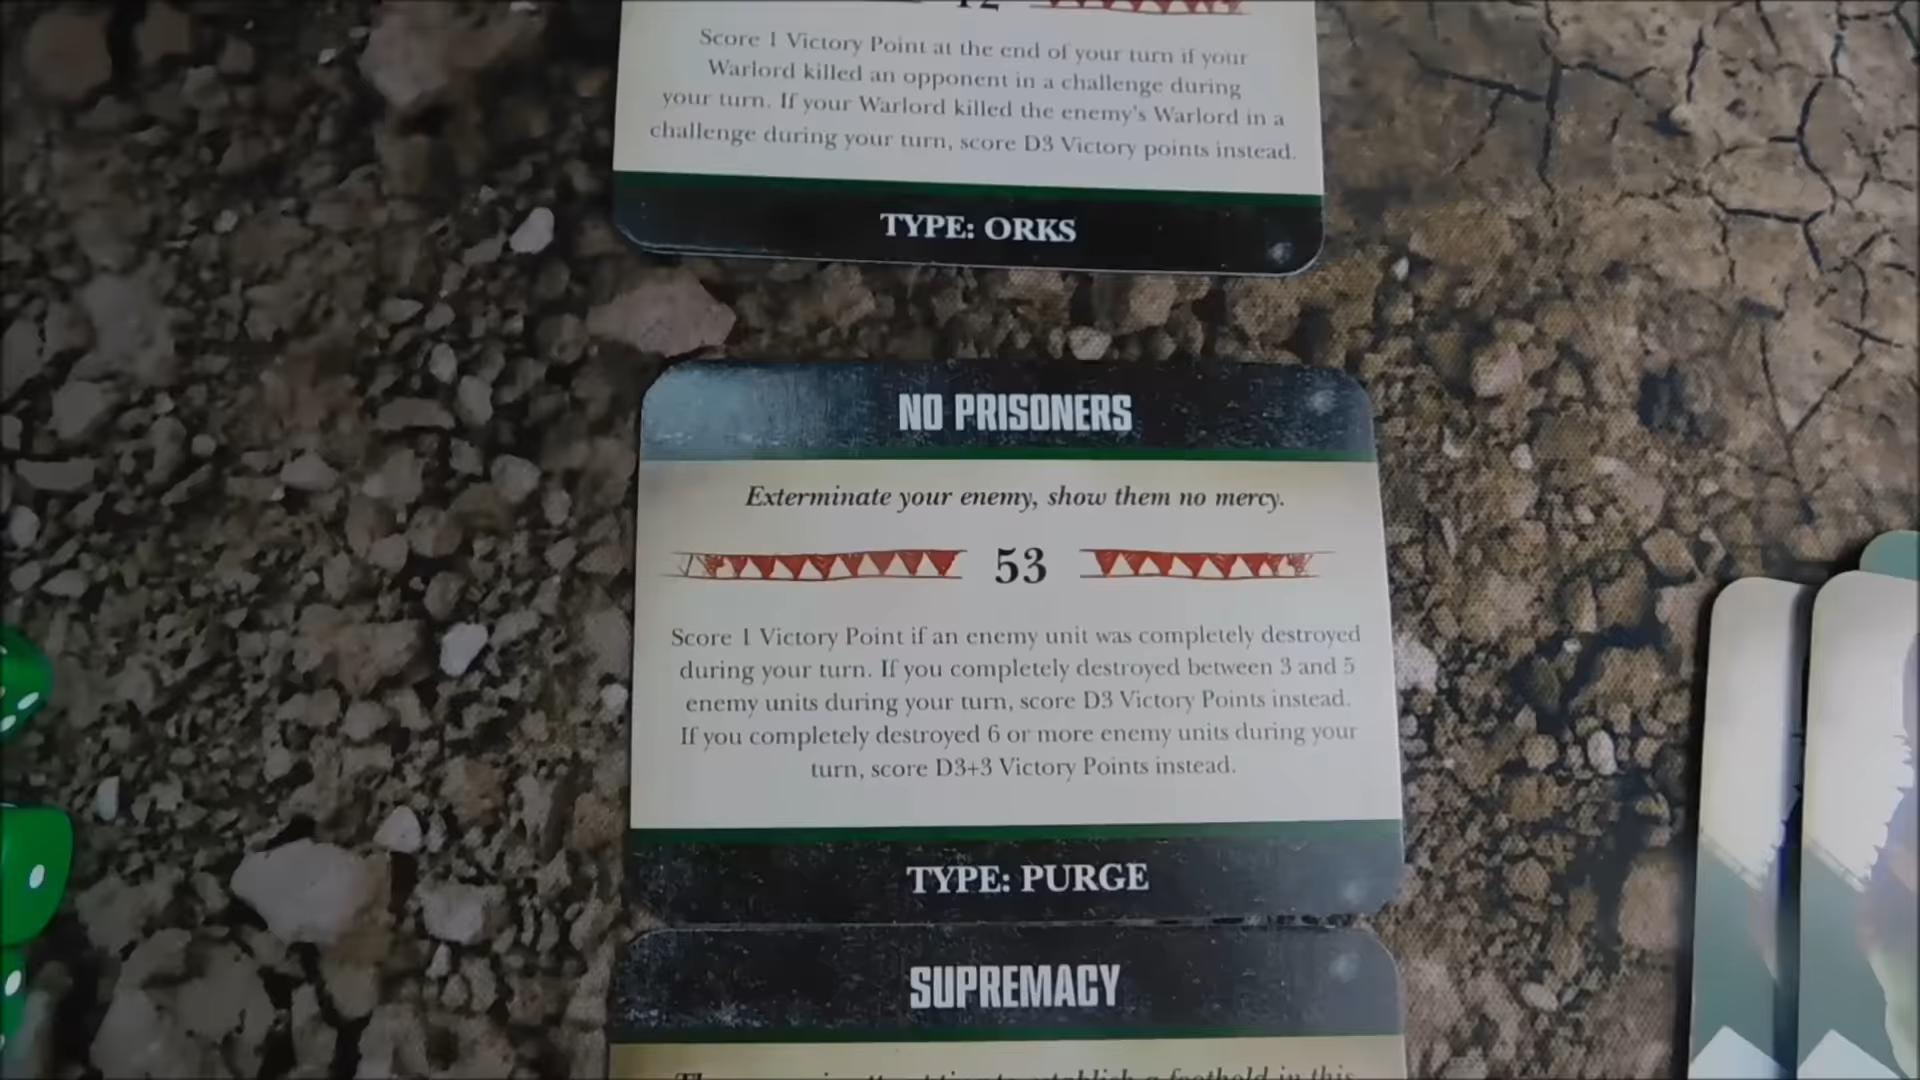 12
Score 1 Victory Point at the end of your turn if your
Warlord killed an opponent in a challenge during
your turn. If your Warlord killed the enemy's Warlord in a
challenge during your turn, score D3 Victory points instead.
TYPE: ORKS
NO PRISONERS
Exterminate your enemy, show them no mercy.
53
Score 1 Victory Point if an enemy unit was completely destroyed
during your turn. If you completely destroyed between 3 and 5
enemy units during your turn, score D3 Victory Points instead.
If you completely destroyed 6 or more enemy units during your
turn, score D3+3 Victory Points instead.
TYPE: PURGE
SUPREMACY
establish a foothold in this